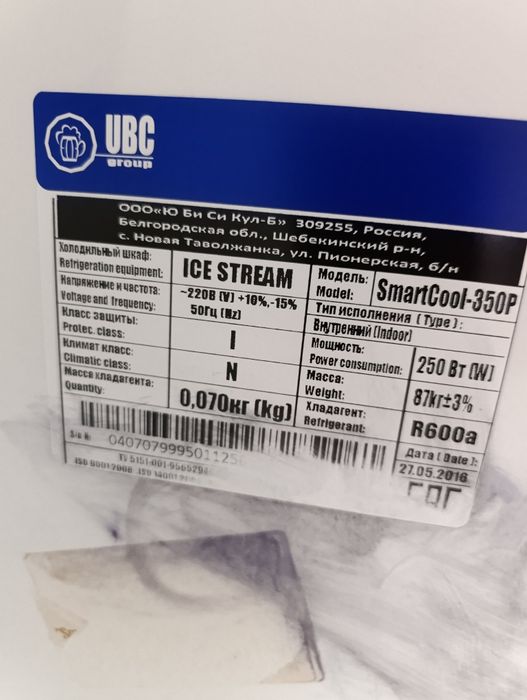 UBC
group
ООО«Ю Би Си Кул-Б» 309255, Россия,
Белгородская обл., Шебекинский р-н,
с. Новая Таволжанка, ул. Пионерская, б/н
Холодильный шкаф:
Refrigeration equipment:
ICE STREAM
Модель:
Model:
SmartCool-350P
Напряжение и частота:
Voltage and frequency:
~220В (V) +10%,-15%
50Гц (Hz)
Тип исполнения ( Type ):
Внутренний (Indoor)
Класс защиты:
Protec. class:
I
Мощность:
Power consumption:
250 Вт (W)
Климат класс:
Climatic class:
N
Масса:
Weight:
87кг±3%
Масса хладагента:
Quantity:
0,070кг (kg)
Хладагент:
Refrigerant:
R600a
S/n №
Дата ( Date ):
27.05.2016
ЕАС